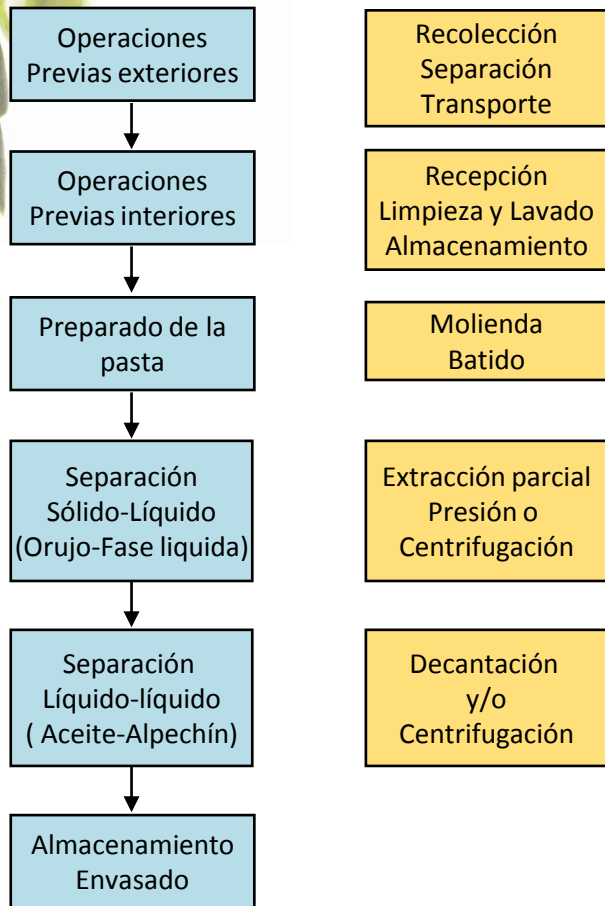 Operaciones
Previas exteriores
Recolección
Separación
Transporte
Operaciones
Previas interiores
Recepción
Limpieza y Lavado
Almacenamiento
Preparado de la
pasta
Molienda
Batido
Separación
Sólido-Líquido
(Orujo-Fase liquida)
Extracción parcial
Presión o
Centrifugación
Separación
Líquido-líquido
( Aceite-Alpechín)
Decantación
y/o
Centrifugación
Almacenamiento
Envasado